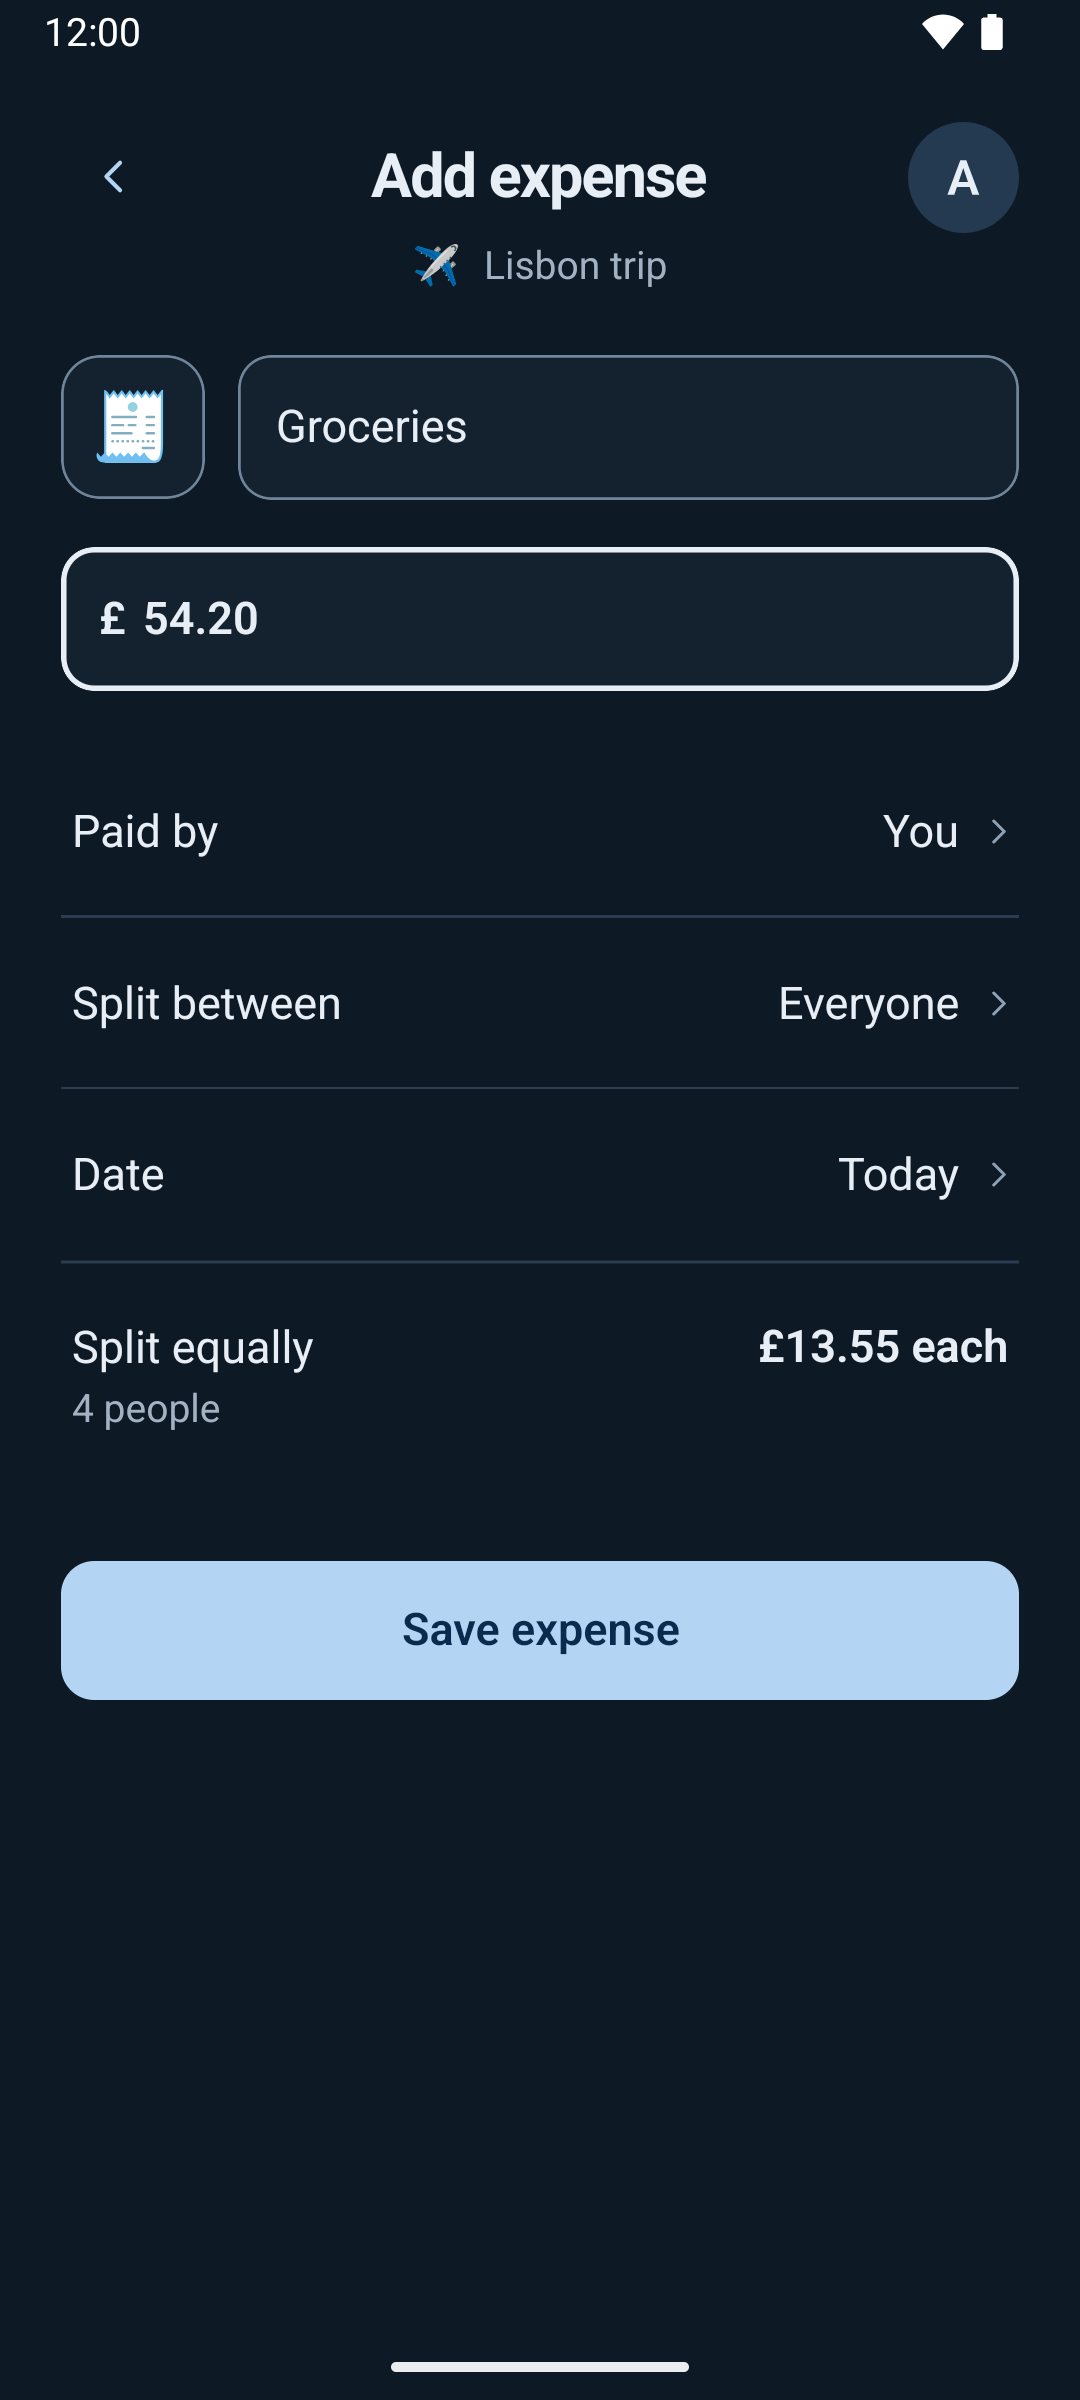 12:00
Add expense
A
Lisbon trip
Groceries
£ 54.20
Paid by You
Split between Everyone
Date Today
Split equally £13.55 each
4 people
Save expense